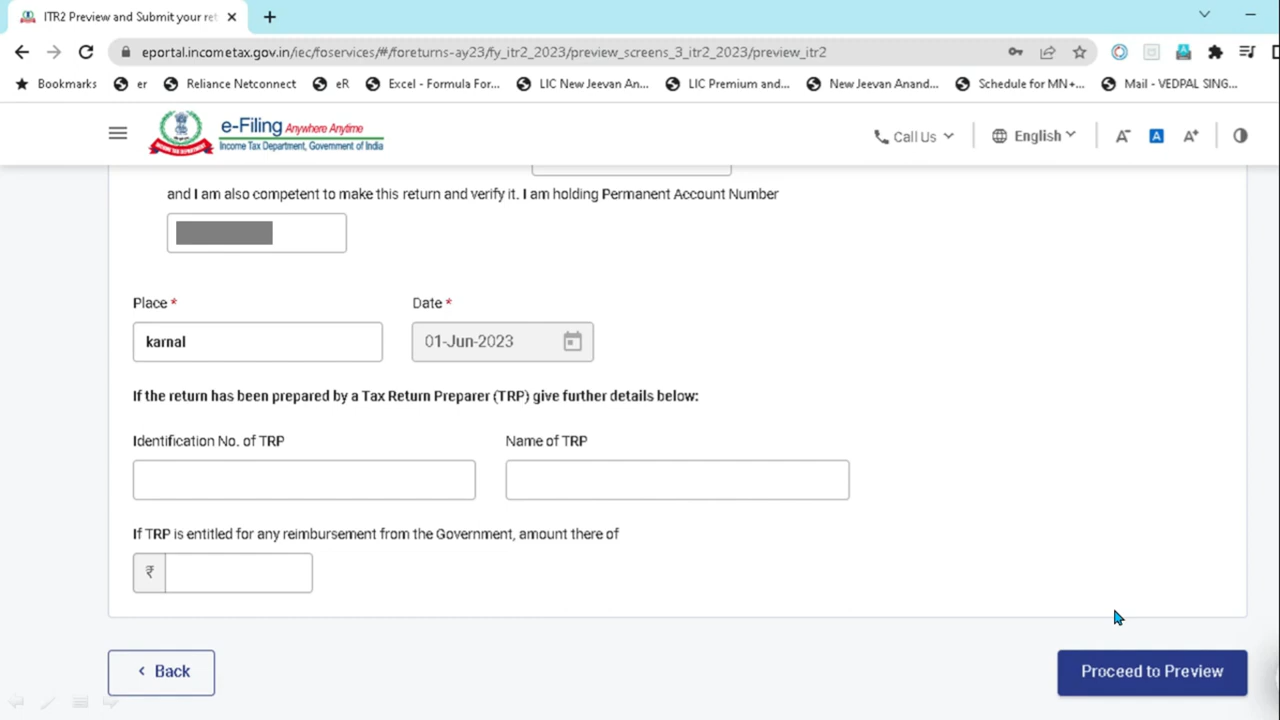 ITR2 Preview and Submit your ret
eportal.incometax.gov.in/iec/foservices/#/foreturns-ay23/fy_itr2_2023/preview_screens_3_itr2_2023/preview_itr2
Bookmarks er Reliance Netconnect eR Excel - Formula For... LIC New Jeevan An... LIC Premium and... New Jeevan Anand... Schedule for MN+... Mail - VEDPAL SING...
e-Filing Anywhere Anytime
Income Tax Department, Government of India
Call Us English A- A A+
and I am also competent to make this return and verify it. I am holding Permanent Account Number
Place * Date *
karnal 01-Jun-2023
If the return has been prepared by a Tax Return Preparer (TRP) give further details below:
Identification No. of TRP Name of TRP
If TRP is entitled for any reimbursement from the Government, amount there of
₹
< Back Proceed to Preview